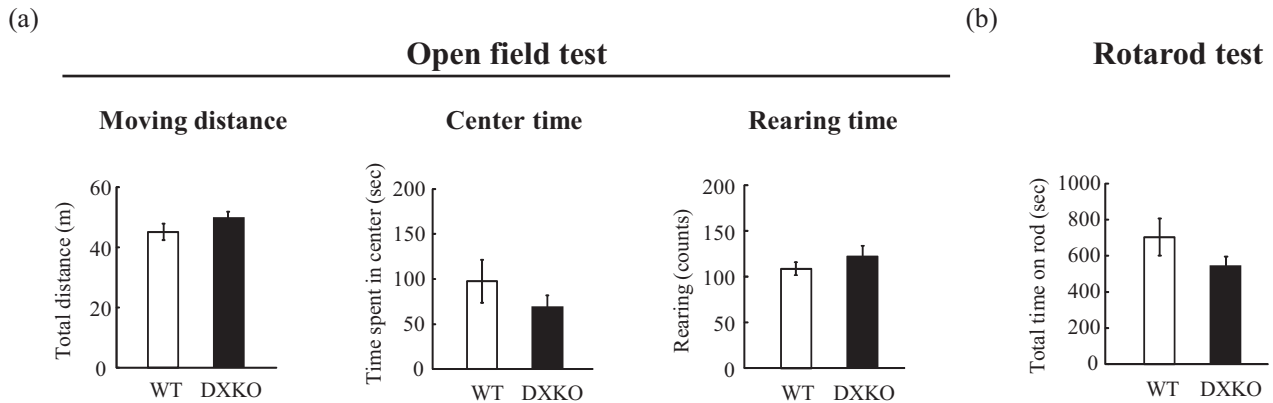 (a)
Open field test
Moving distance
Total distance (m)
60
40
20
0
WT DXKO
Center time
Time spent in center (sec)
200
150
100
50
0
WT DXKO
Rearing time
Rearing (counts)
200
150
100
50
0
WT DXKO
(b)
Rotarod test
Total time on rod (sec)
1000
800
600
400
200
0
WT DXKO